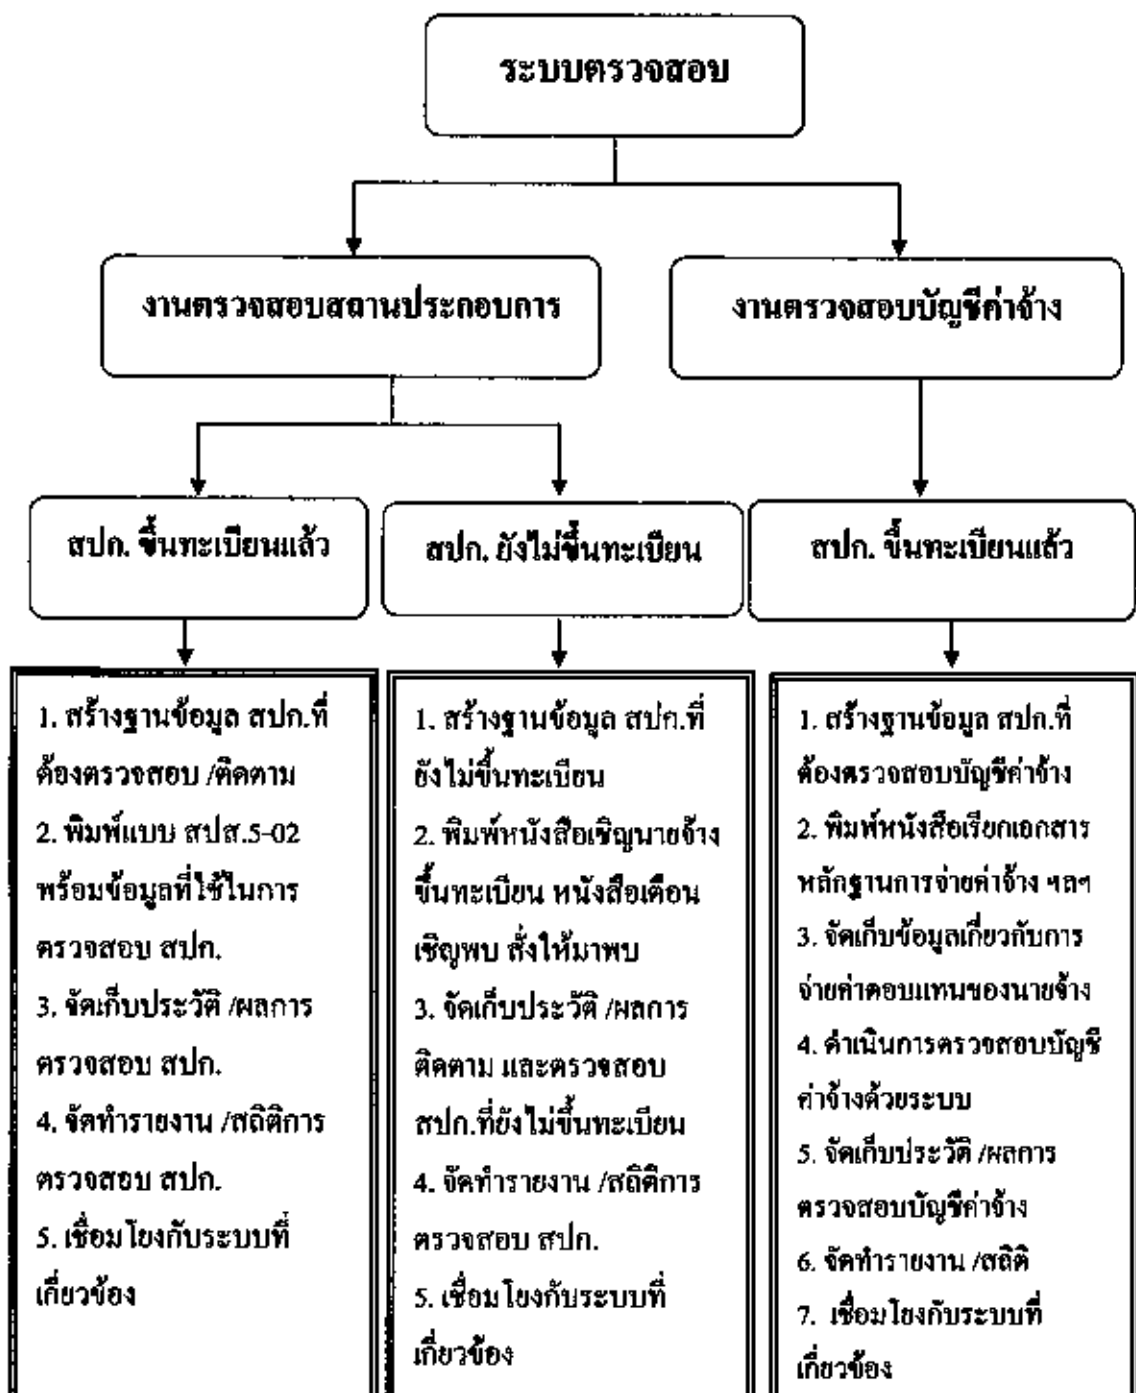 ระบบตรวจสอบ
งานตรวจสอบสถานประกอบการ
งานตรวจสอบบัญชีค่าจ้าง
สปก. ขึ้นทะเบียนแล้ว
สปก. ยังไม่ขึ้นทะเบียน
สปก. ขึ้นทะเบียนแล้ว
1. สร้างฐานข้อมูล สปก.ที่
ต้องตรวจสอบ /ติดตาม
2. พิมพ์แบบ สปส.5-02
พร้อมข้อมูลที่ใช้ในการ
ตรวจสอบ สปก.
3. จัดเก็บประวัติ /ผลการ
ตรวจสอบ สปก.
4. จัดทำรายงาน /สถิติการ
ตรวจสอบ สปก.
5. เชื่อมโยงกับระบบที่
เกี่ยวข้อง
1. สร้างฐานข้อมูล สปก.ที่
ยังไม่ขึ้นทะเบียน
2. พิมพ์หนังสือเชิญนายจ้าง
ขึ้นทะเบียน หนังสือเตือน
เชิญพบ สั่งให้มาพบ
3. จัดเก็บประวัติ /ผลการ
ติดตาม และตรวจสอบ
สปก.ที่ยังไม่ขึ้นทะเบียน
4. จัดทำรายงาน /สถิติการ
ตรวจสอบ สปก.
5. เชื่อมโยงกับระบบที่
เกี่ยวข้อง
1. สร้างฐานข้อมูล สปก.ที่
ต้องตรวจสอบบัญชีค่าจ้าง
2. พิมพ์หนังสือเรียกเอกสาร
หลักฐานการจ่ายค่าจ้าง ฯลฯ
3. จัดเก็บข้อมูลเกี่ยวกับการ
จ่ายค่าตอบแทนของนายจ้าง
4. ดำเนินการตรวจสอบบัญชี
ค่าจ้างด้วยระบบ
5. จัดเก็บประวัติ /ผลการ
ตรวจสอบบัญชีค่าจ้าง
6. จัดทำรายงาน /สถิติ
7. เชื่อมโยงกับระบบที่
เกี่ยวข้อง